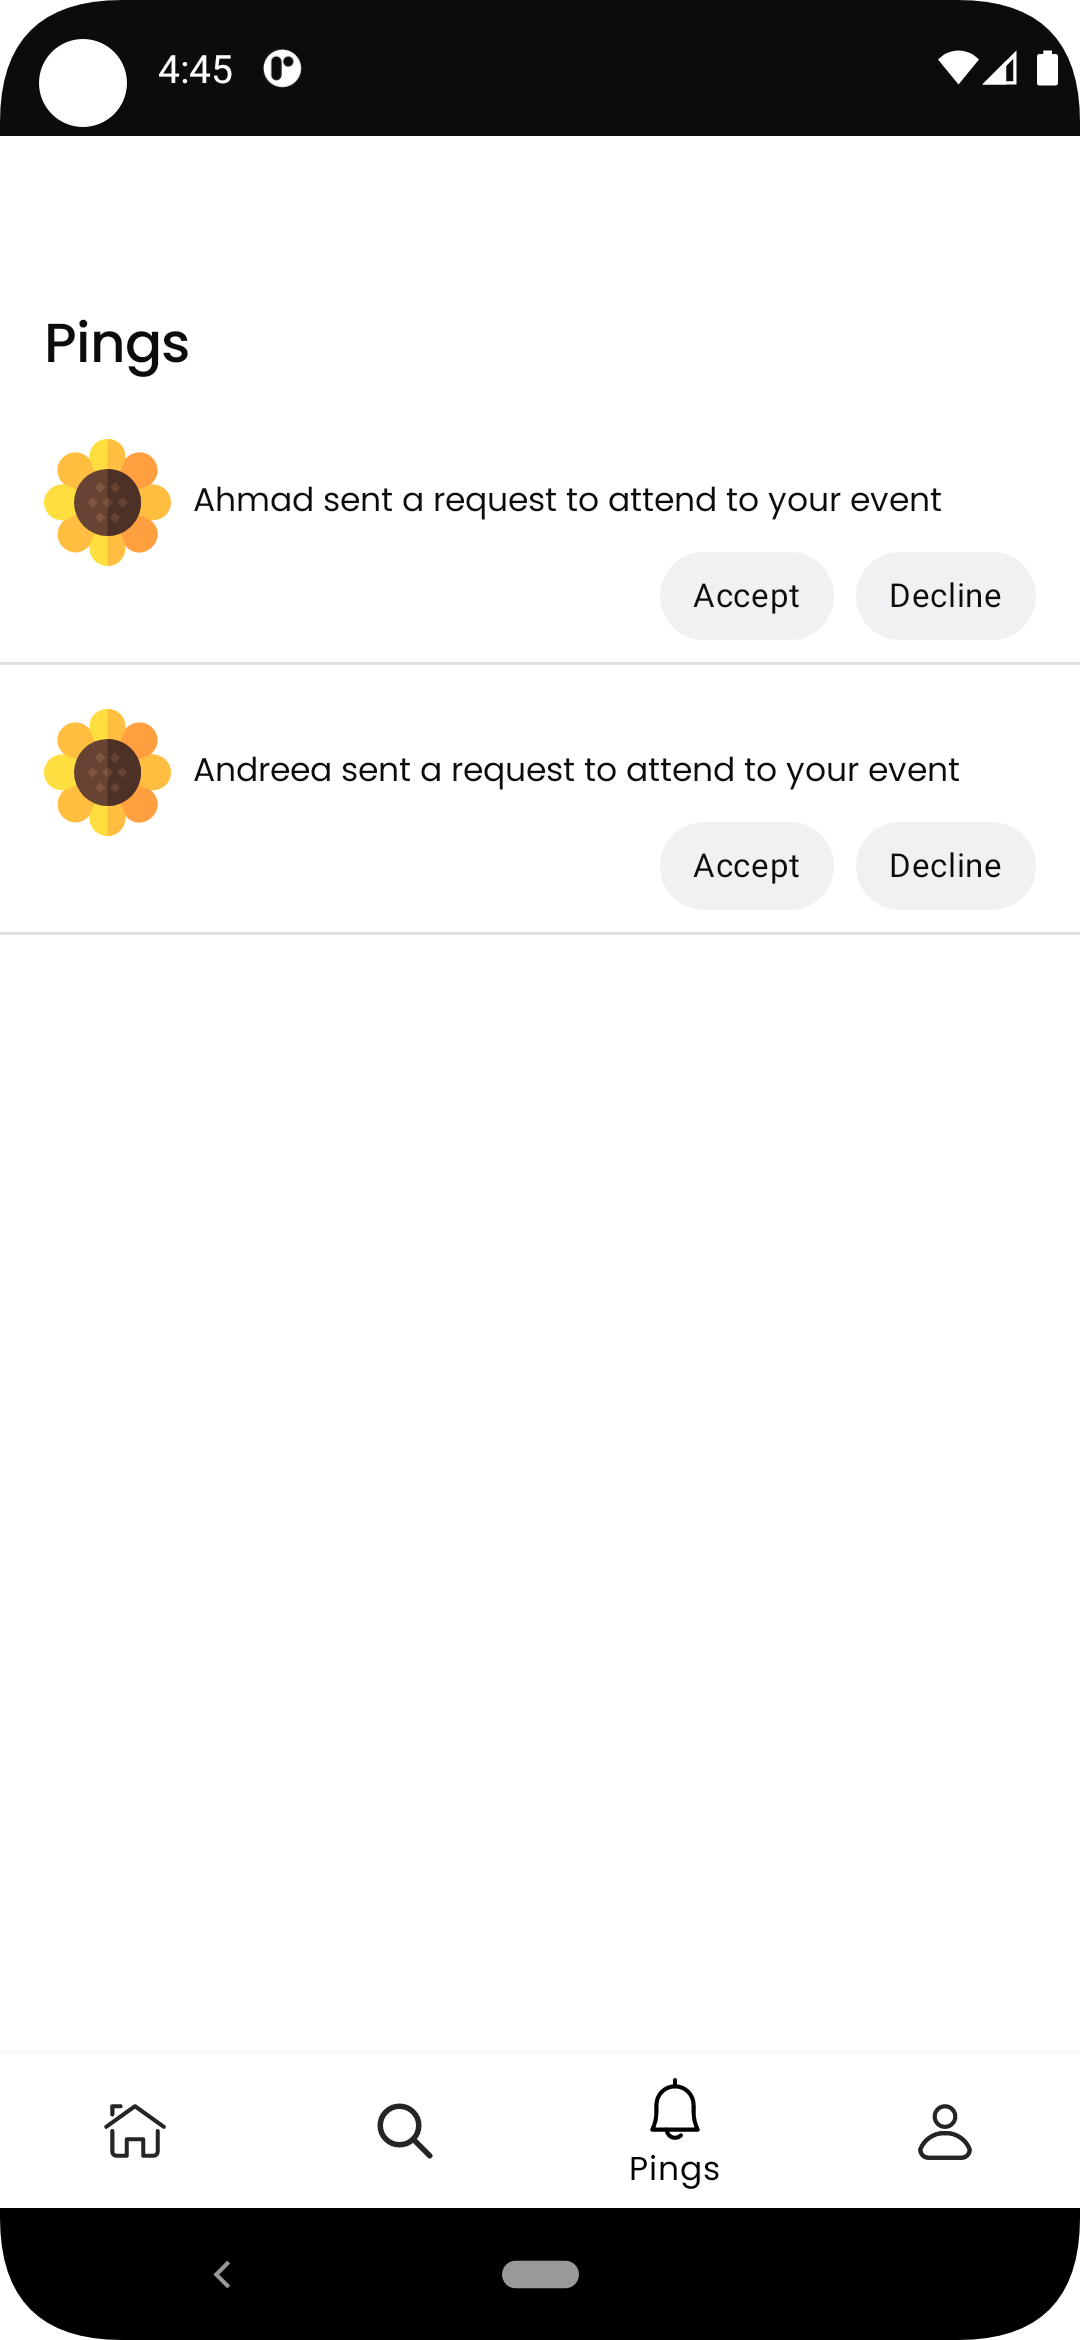 4:45
Pings
Ahmad sent a request to attend to your event
Accept Decline
Andreea sent a request to attend to your event
Accept Decline
Pings